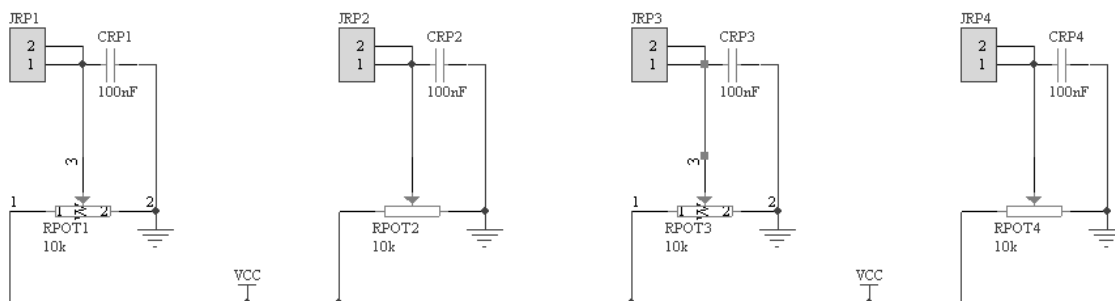 JRP1
JRP2
JRP3
JRP4
2
1
CRP1
100nF
2
1
CRP2
100nF
2
1
CRP3
100nF
2
1
CRP4
100nF
3
3
1
1
2
2
1
1
2
2
RPOT1
10k
RPOT2
10k
RPOT3
10k
RPOT4
10k
VCC
VCC